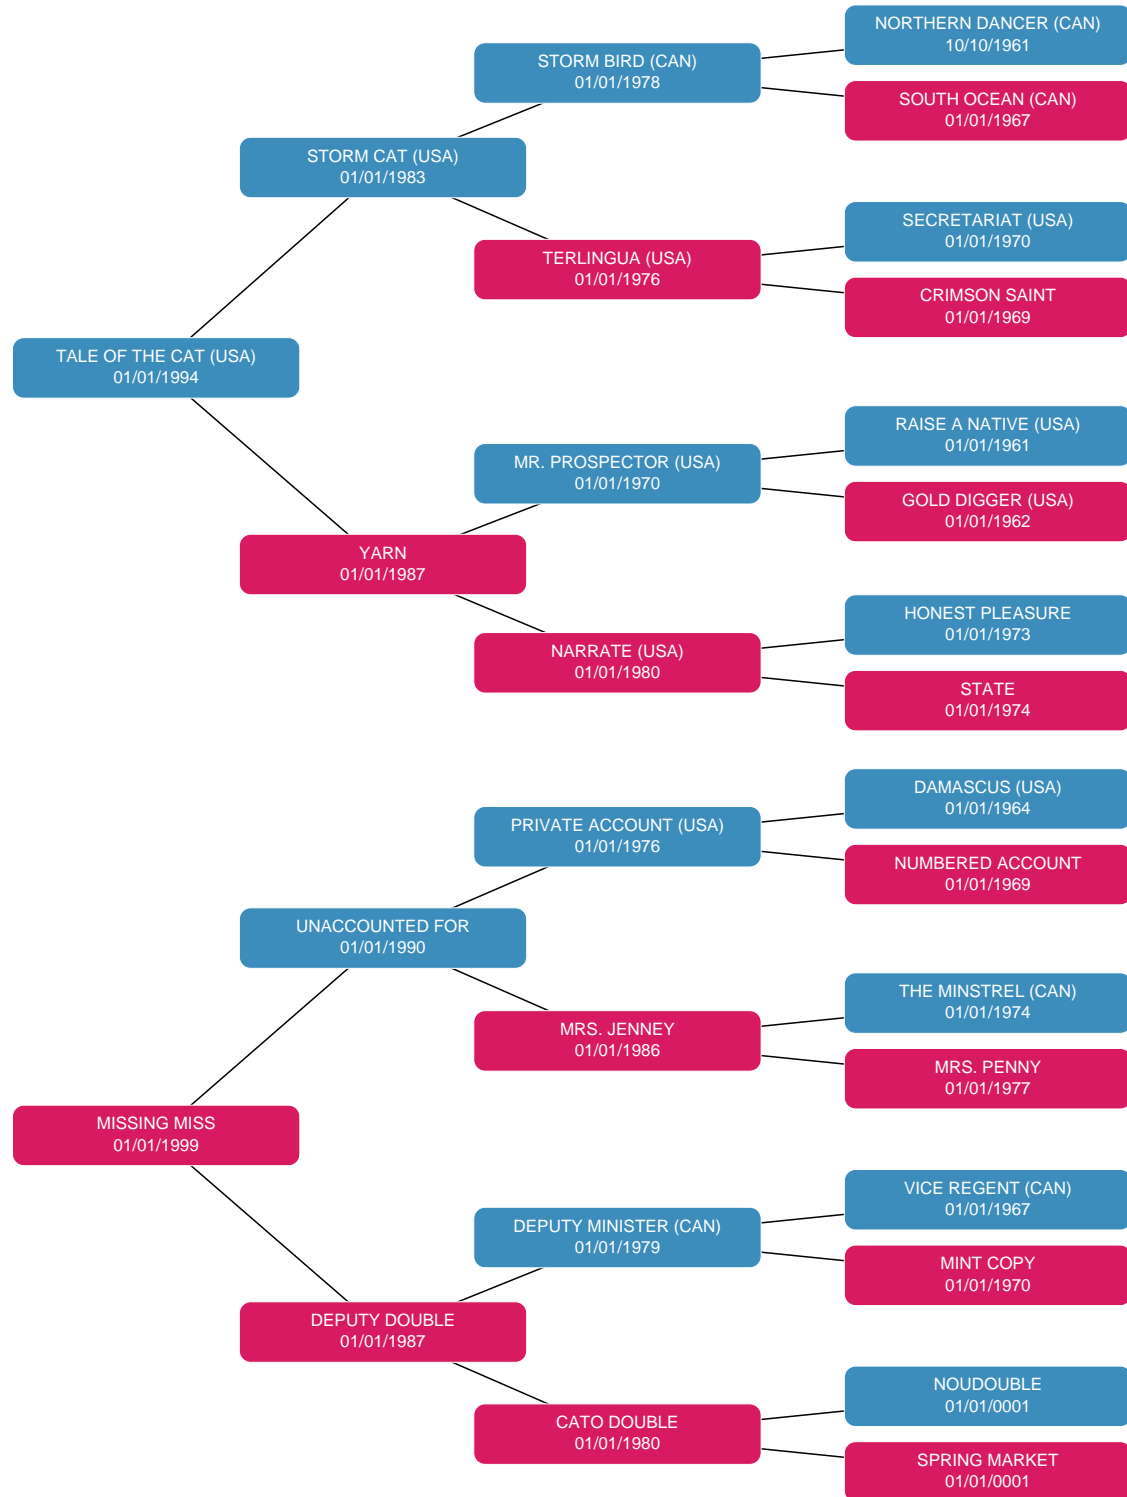 NORTHERN DANCER (CAN)
10/10/1961
STORM BIRD (CAN)
01/01/1978
SOUTH OCEAN (CAN)
01/01/1967
STORM CAT (USA)
01/01/1983
SECRETARIAT (USA)
01/01/1970
TERLINGUA (USA)
01/01/1976
CRIMSON SAINT
01/01/1969
TALE OF THE CAT (USA)
01/01/1994
RAISE A NATIVE (USA)
01/01/1961
MR. PROSPECTOR (USA)
01/01/1970
GOLD DIGGER (USA)
01/01/1962
YARN
01/01/1987
HONEST PLEASURE
01/01/1973
NARRATE (USA)
01/01/1980
STATE
01/01/1974
DAMASCUS (USA)
01/01/1964
PRIVATE ACCOUNT (USA)
01/01/1976
NUMBERED ACCOUNT
01/01/1969
UNACCOUNTED FOR
01/01/1990
THE MINSTREL (CAN)
01/01/1974
MRS. JENNEY
01/01/1986
MRS. PENNY
01/01/1977
MISSING MISS
01/01/1999
VICE REGENT (CAN)
01/01/1967
DEPUTY MINISTER (CAN)
01/01/1979
MINT COPY
01/01/1970
DEPUTY DOUBLE
01/01/1987
NOUDOUBLE
01/01/0001
CATO DOUBLE
01/01/1980
SPRING MARKET
01/01/0001